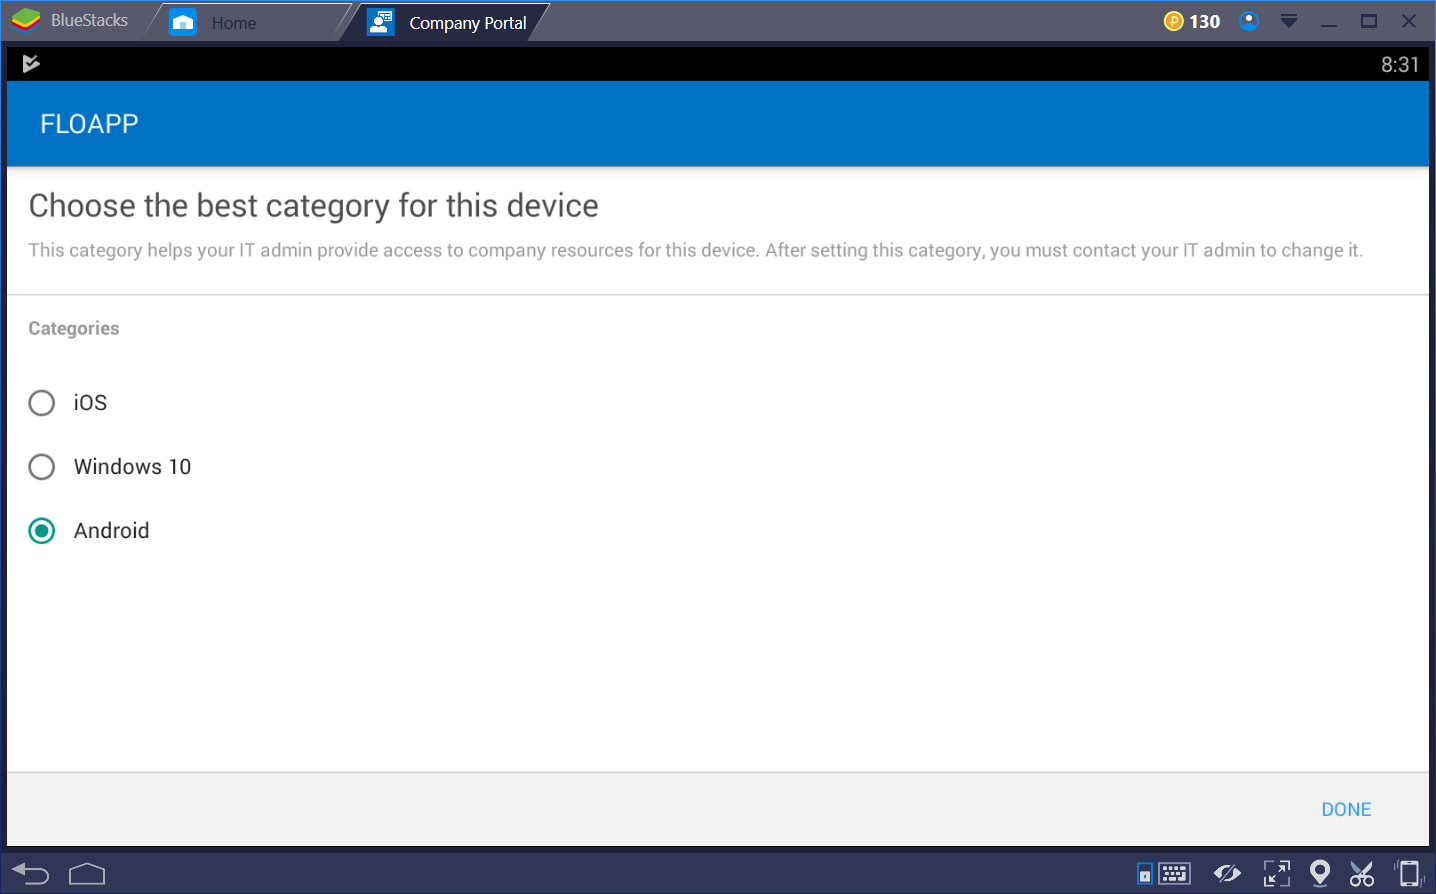 BlueStacks
Home
Company Portal
130
8:31
FLOAPP
Choose the best category for this device
This category helps your IT admin provide access to company resources for this device. After setting this category, you must contact your IT admin to change it.
Categories
iOS
Windows 10
Android
DONE